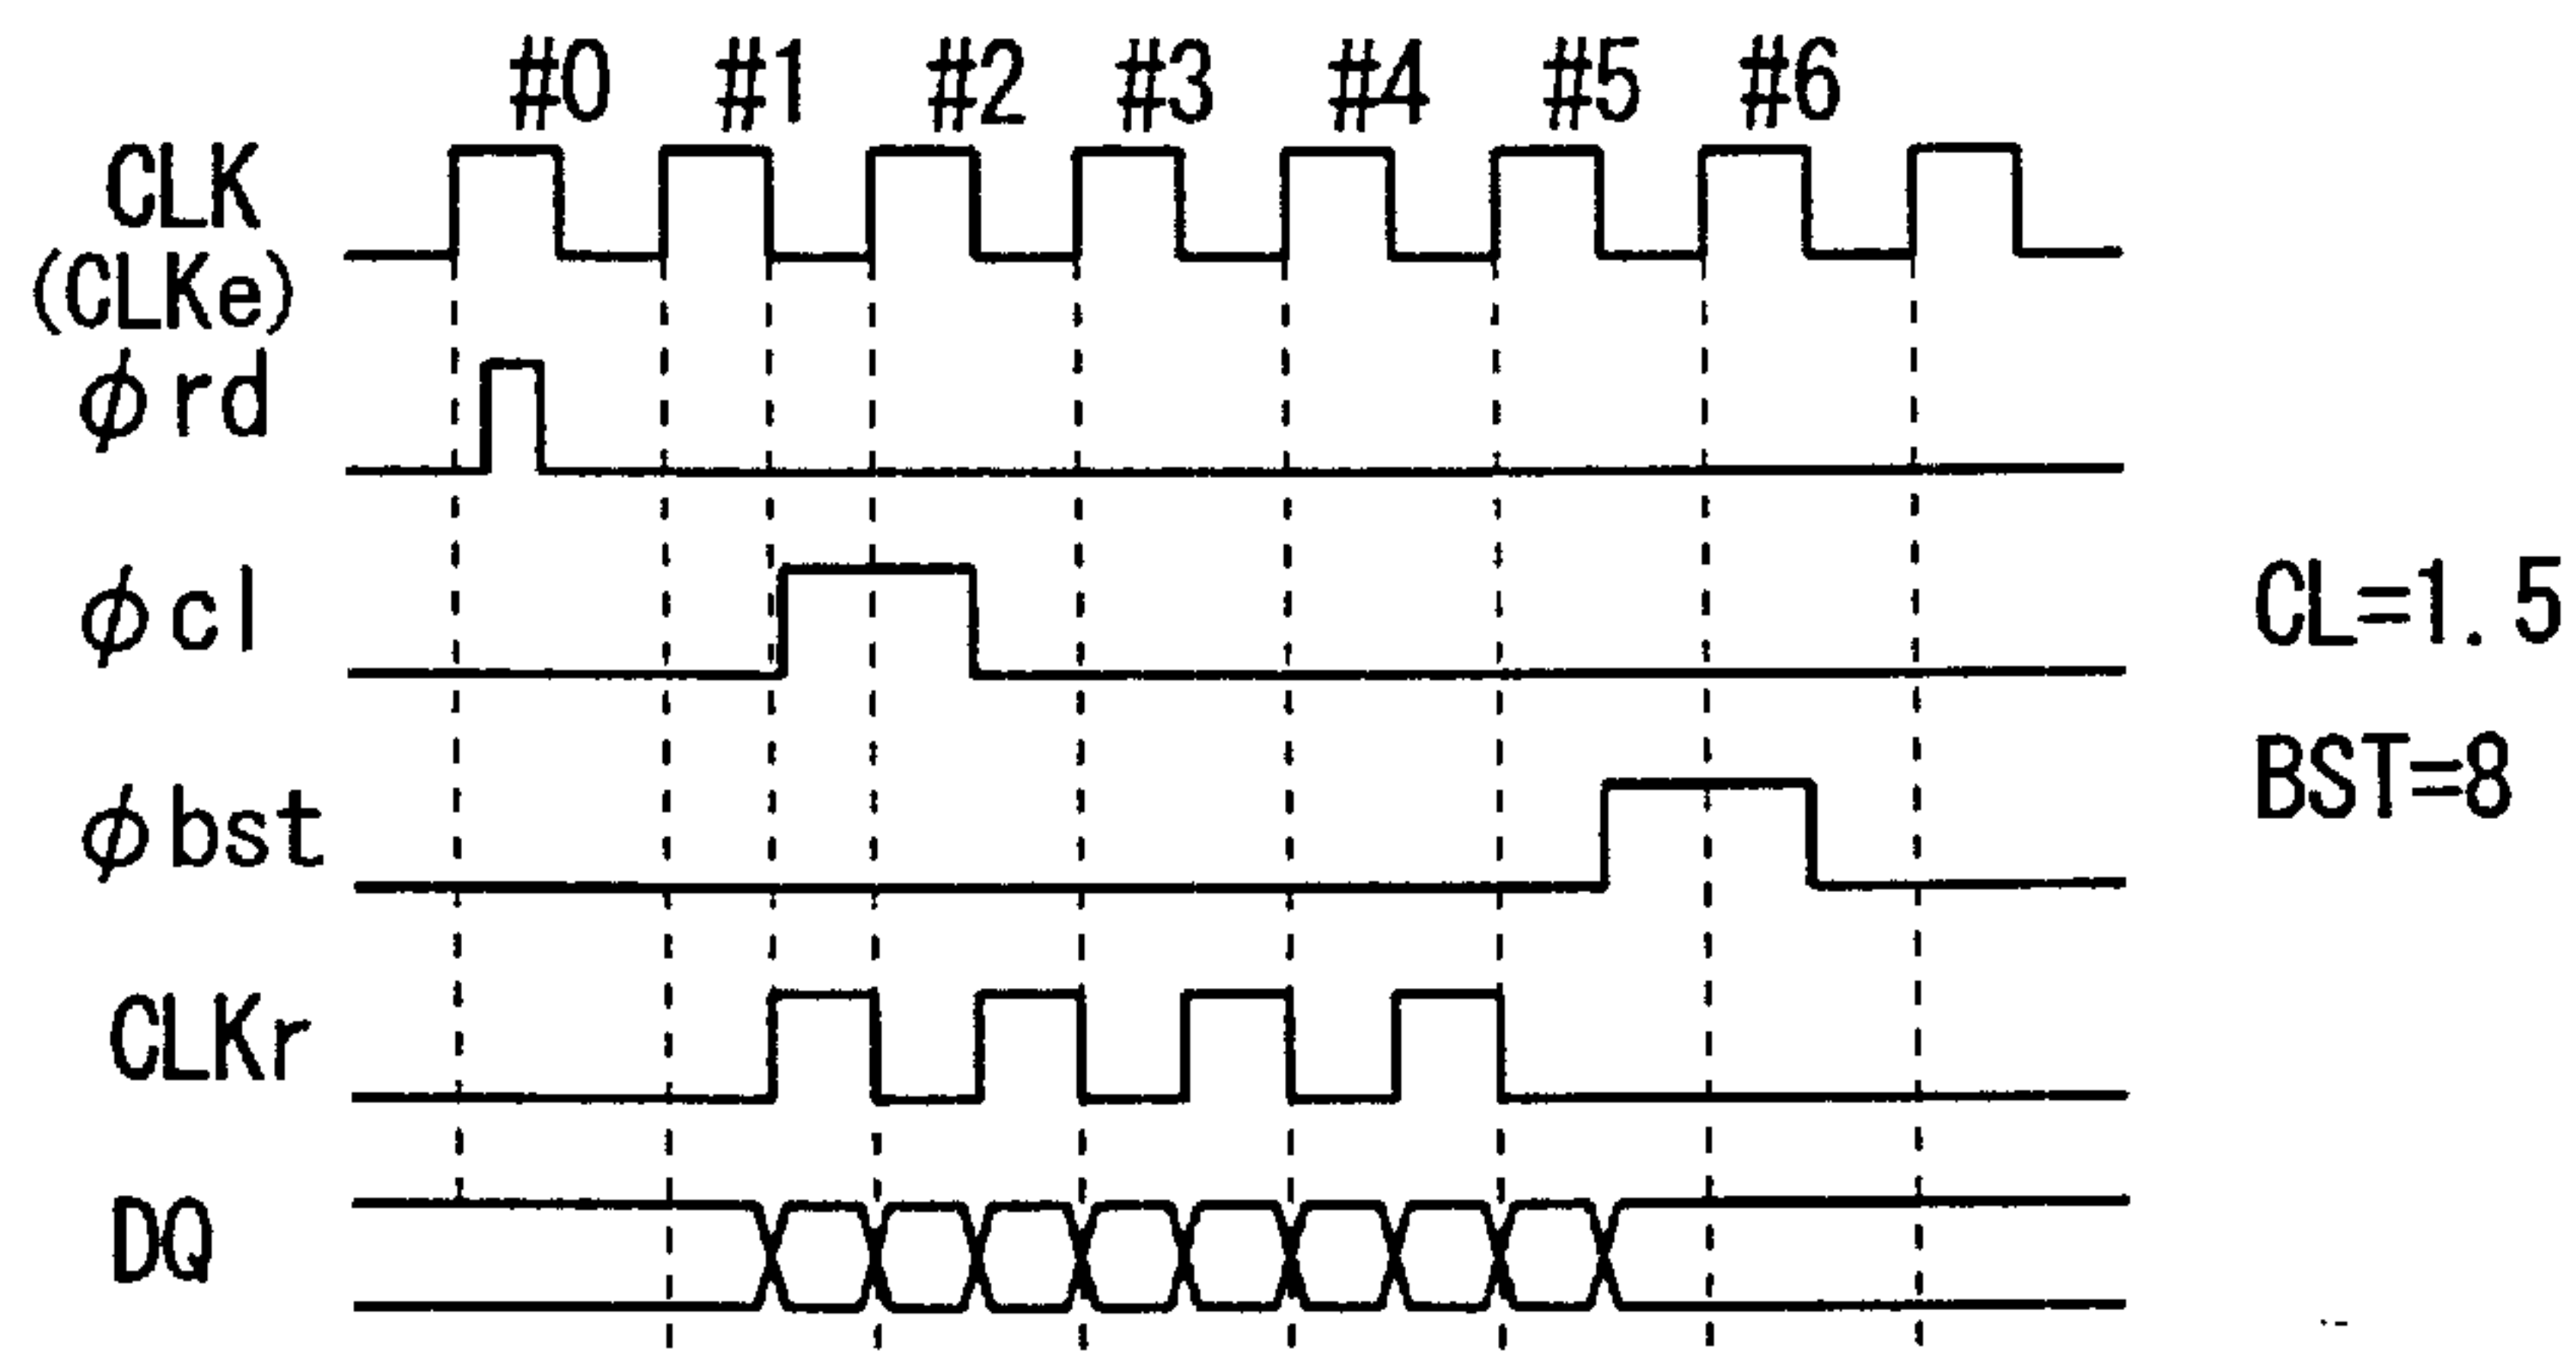 #0 #1 #2 #3 #4 #5 #6
CLK
(CLKe)
φrd
φcl
CL=1.5
φbst
BST=8
CLKr
DQ